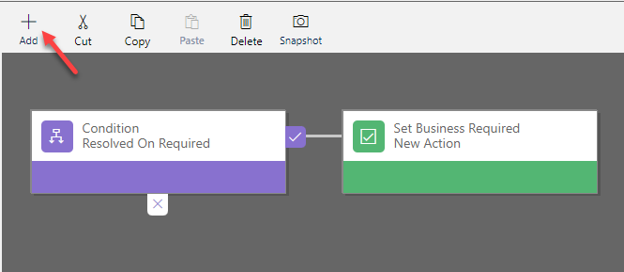 Add
Cut
Copy
Paste
Delete
Snapshot
Condition
Resolved On Required
Set Business Required
New Action